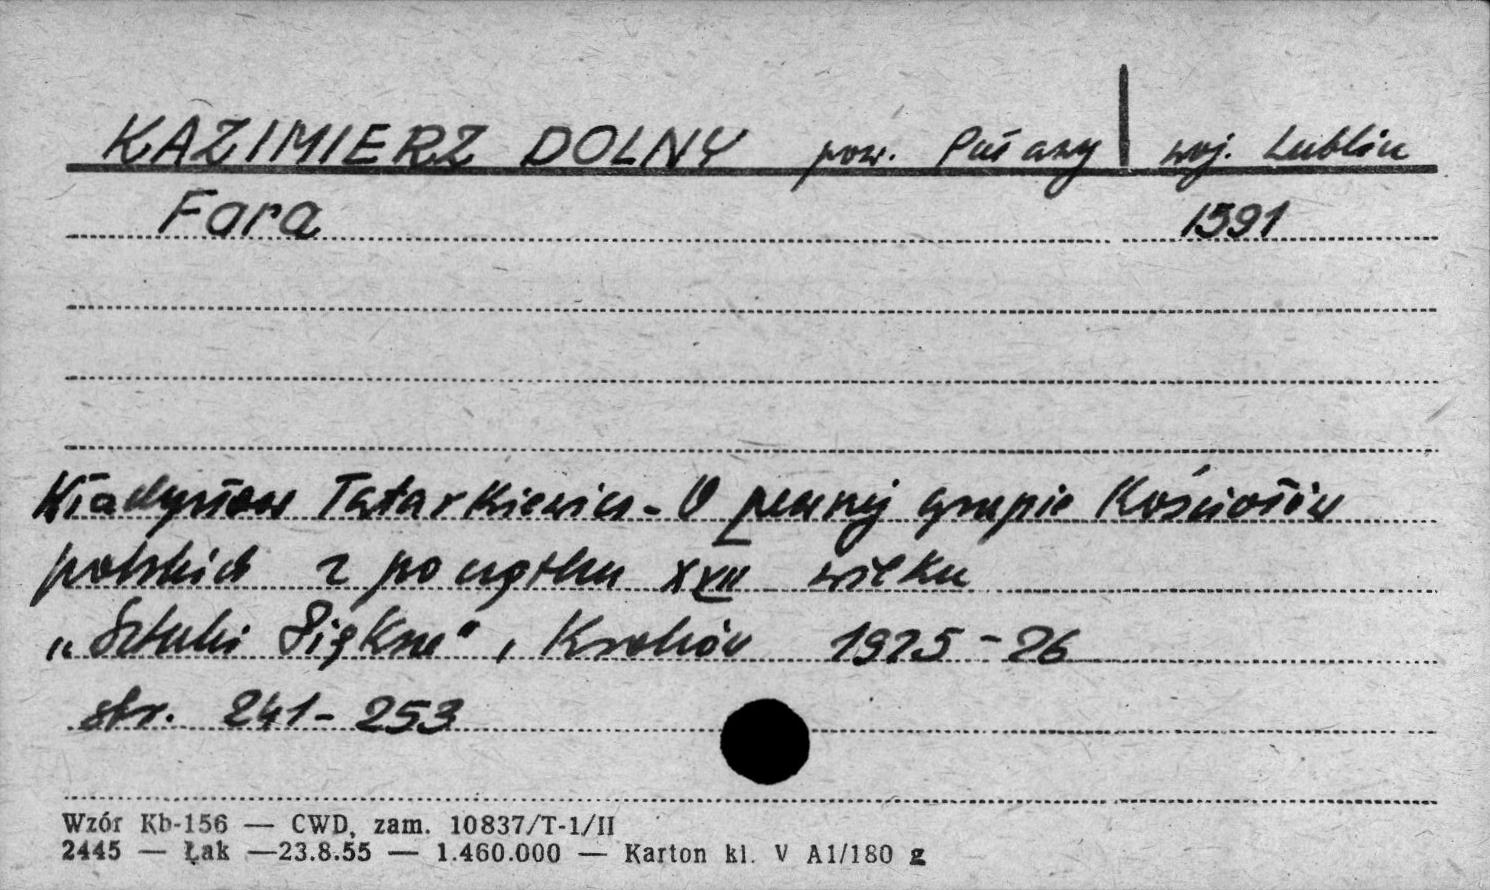 KAZIMIERZ DOLNY pow. Puławy woj. Lublin
Fara 1591
Władysław Tatarkiewicz - O pewnej grupie Kościołów
polskich z początku XVII wieku
„Sztuki Piękne", Kraków 1925-26
str. 241-253
Wzór Kb-156 — CWD, zam. 10837/T-1/II
2445 — Łak —23.8.55 — 1.460.000 — Karton kl. V A1/180 g